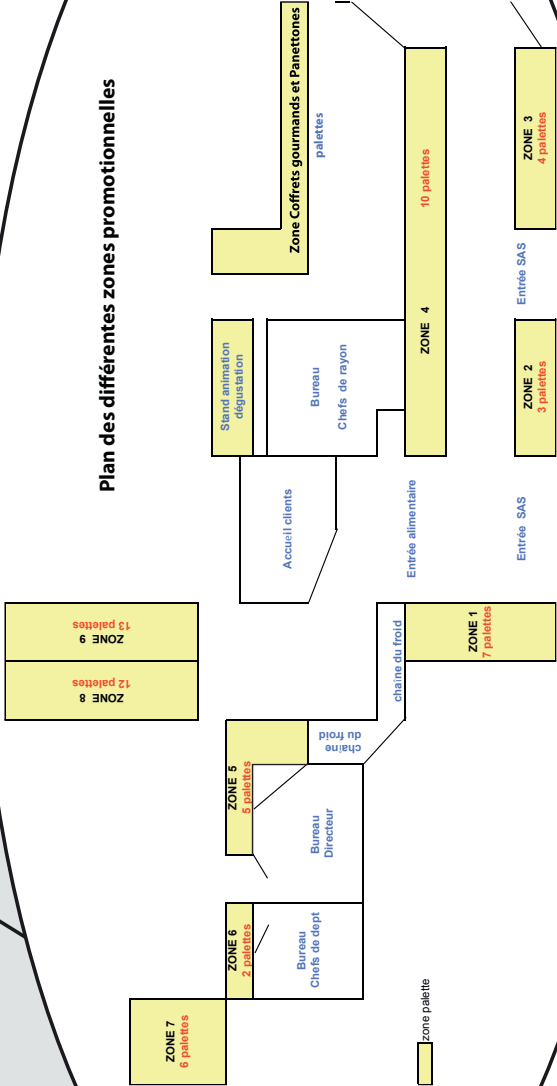 Plan des différentes zones promotionnelles
ZONE 7
6 palettes
ZONE 6
2 palettes
Bureau
Chefs de dept
ZONE 5
5 palettes
Bureau
Directeur
chaine
du froid
ZONE 8
12 palettes
ZONE 9
13 palettes
chaine du froid
ZONE 1
7 palettes
Accueil clients
Entrée alimentaire
Entrée SAS
Stand animation
dégustation
Bureau
Chefs de rayon
ZONE 4
10 palettes
ZONE 2
3 palettes
Entrée SAS
ZONE 3
4 palettes
Zone Coffrets gourmands et Panettones
palettes
zone palette